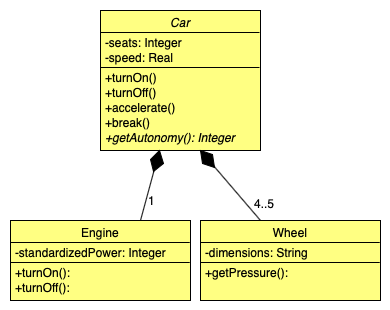 Car
-seats: Integer
-speed: Real
+turnOn()
+turnOff()
+accelerate()
+break()
+getAutonomy(): Integer
1
4..5
Engine
-standardizedPower: Integer
+turnOn():
+turnOff():
Wheel
-dimensions: String
+getPressure():